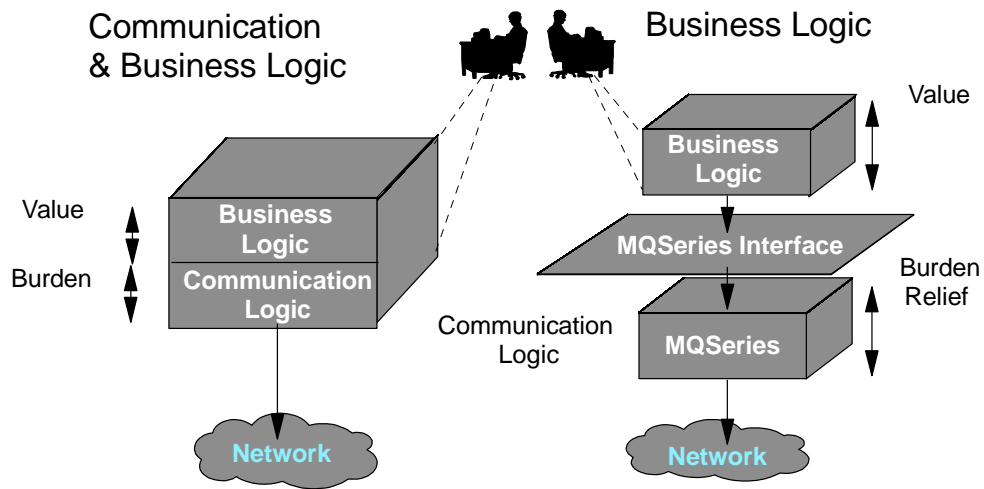 Communication
& Business Logic
Value
Burden
Business
Logic
Communication
Logic
Network
Business Logic
Value
Business
Logic
MQSeries Interface
Burden
Relief
Communication
Logic
MQSeries
Network